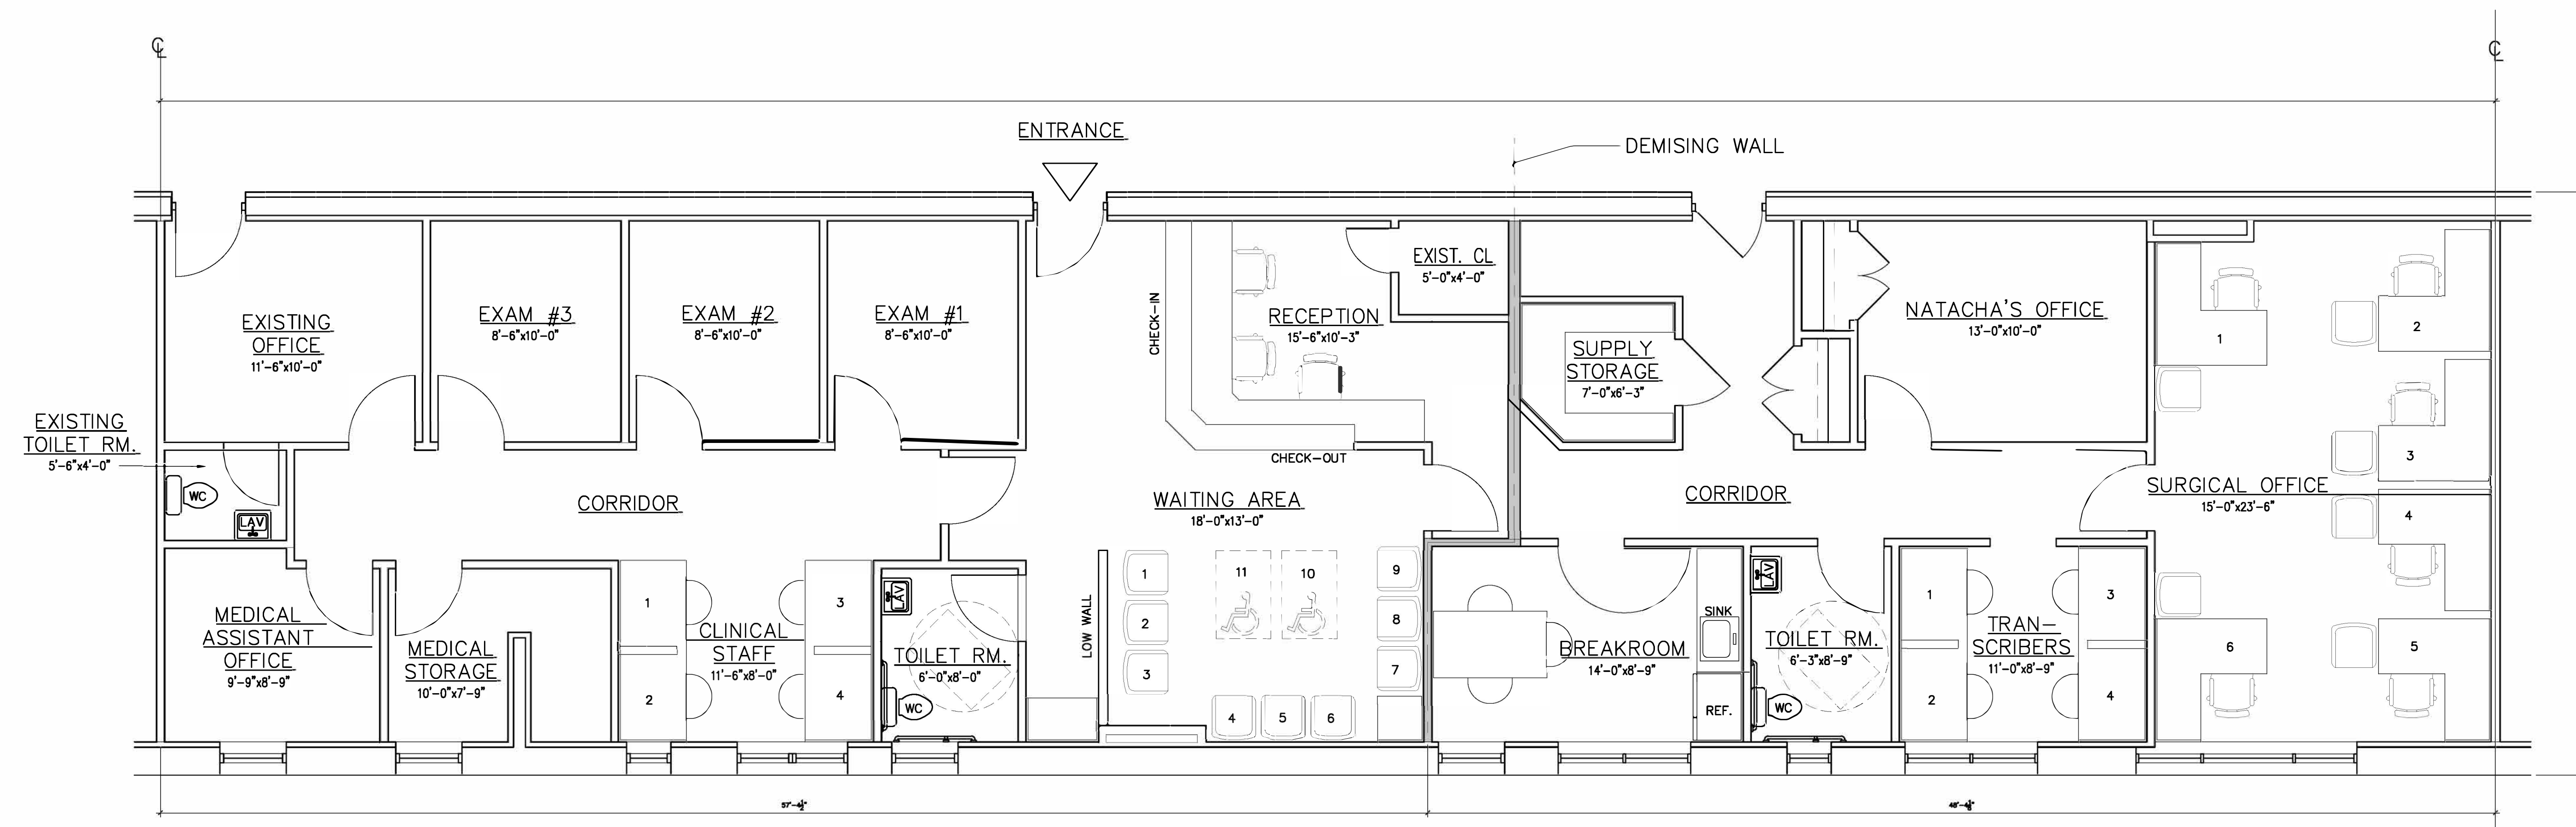 ℄
℄
ENTRANCE
DEMISING WALL
EXISTING
OFFICE
11'-6"x10'-0"
EXAM #3
8'-6"x10'-0"
EXAM #2
8'-6"x10'-0"
EXAM #1
8'-6"x10'-0"
CHECK-IN
RECEPTION
15'-6"x10'-3"
EXIST. CL
5'-0"x4'-0"
SUPPLY
STORAGE
7'-0"x6'-3"
NATACHA'S OFFICE
13'-0"x10'-0"
1
2
3
EXISTING
TOILET RM.
5'-6"x4'-0"
WC
LAV
CORRIDOR
CHECK-OUT
WAITING AREA
18'-0"x13'-0"
CORRIDOR
SURGICAL OFFICE
15'-0"x23'-6"
4
5
6
MEDICAL
ASSISTANT
OFFICE
9'-9"x8'-9"
MEDICAL
STORAGE
10'-0"x7'-9"
1
2
CLINICAL
STAFF
11'-6"x8'-0"
3
4
LAV
TOILET RM.
6'-0"x8'-0"
WC
LOW WALL
1
2
3
11
10
9
8
7
4
5
6
BREAKROOM
14'-0"x8'-9"
SINK
REF.
LAV
TOILET RM.
6'-3"x8'-9"
WC
1
2
TRAN-
SCRIBERS
11'-0"x8'-9"
3
4